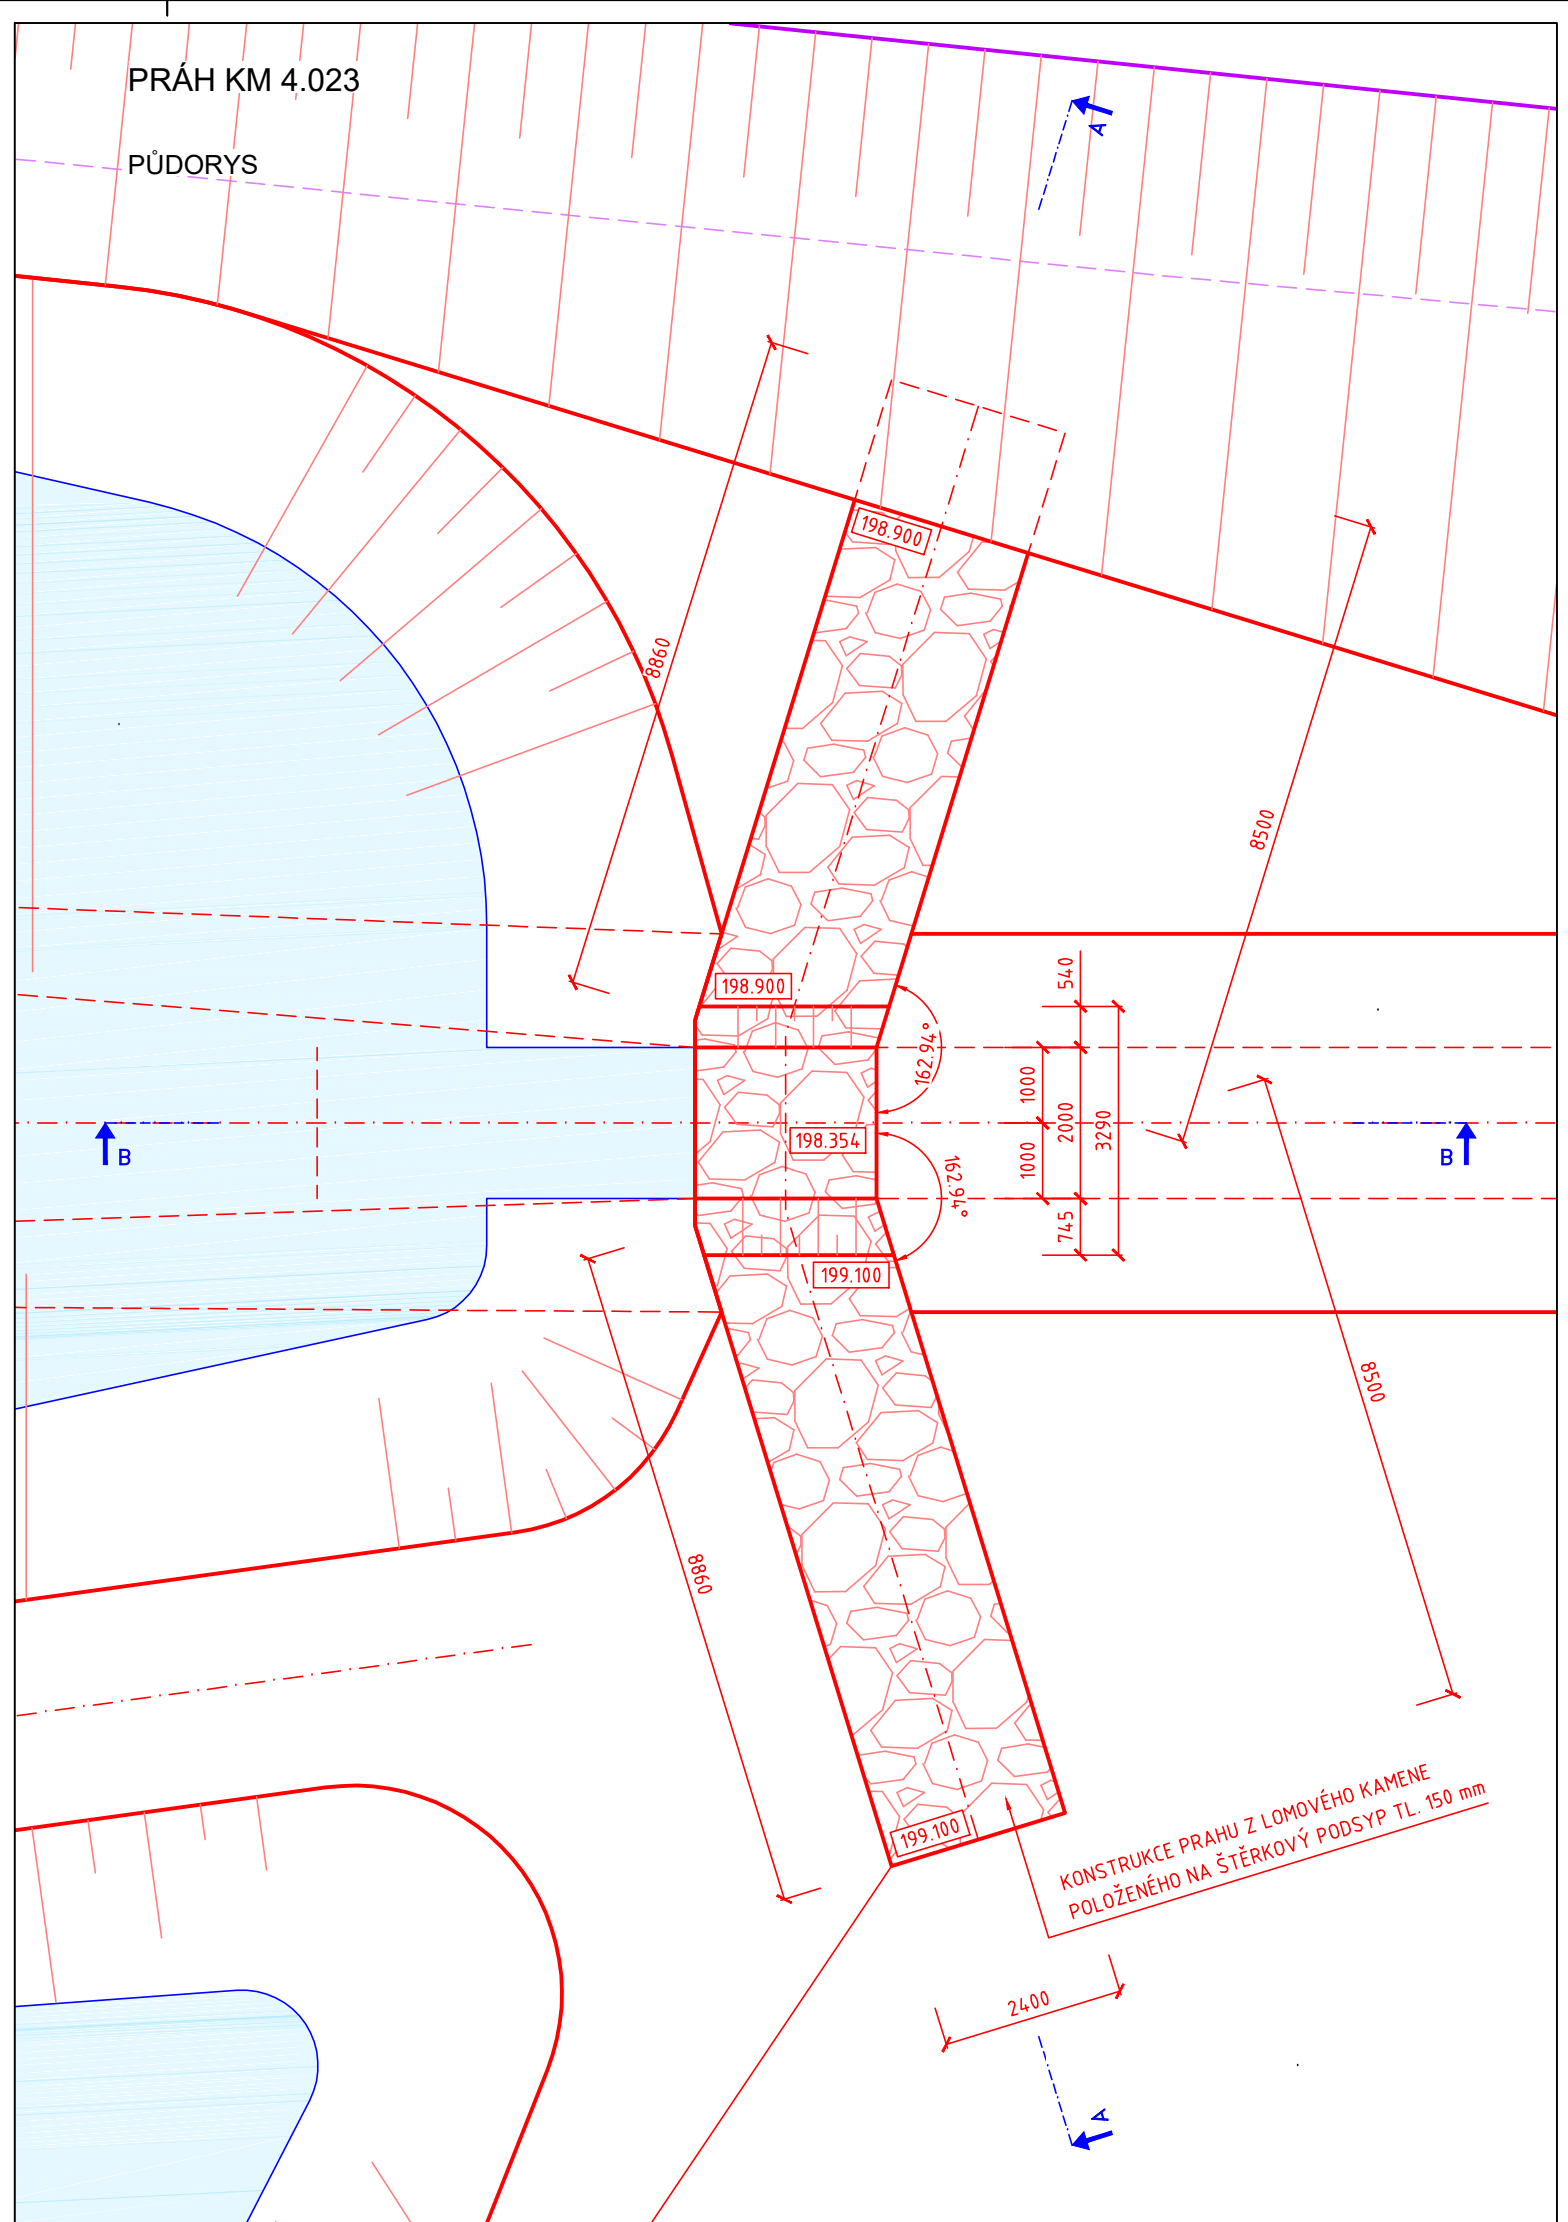 PRÁH KM 4.023
PŮDORYS
A
198.900
8860
8500
198.900
540
162.94°
1000
2000
3290
198.354
1000
B
B
162.94°
745
199.100
8500
8860
199.100
KONSTRUKCE PRAHU Z LOMOVÉHO KAMENE
POLOŽENÉHO NA ŠTĚRKOVÝ PODSYP TL. 150 mm
2400
A